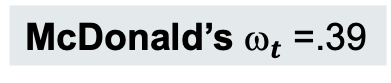 McDonald’s ωₜ =.39